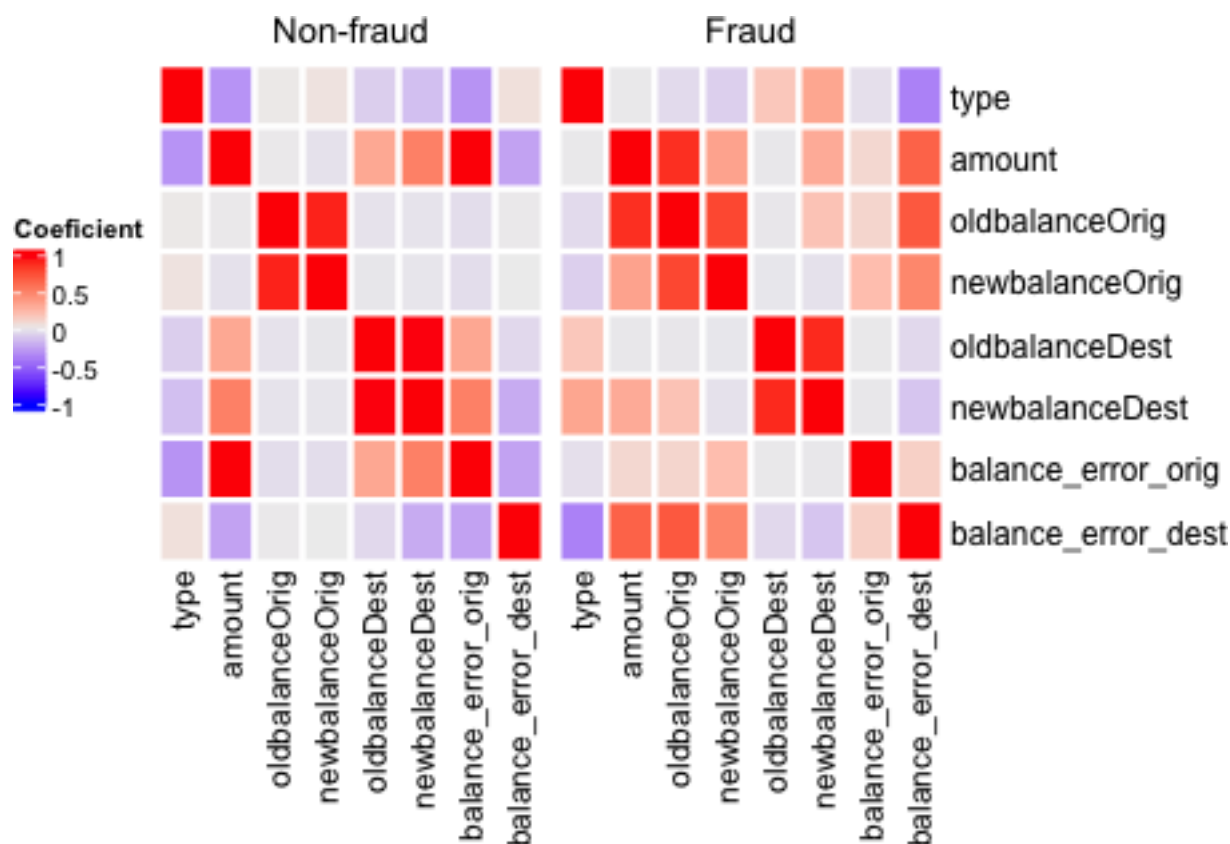 Non-fraud
Fraud
type
amount
oldbalanceOrig
newbalanceOrig
oldbalanceDest
newbalanceDest
balance_error_orig
balance_error_dest
Coeficient
1
0.5
0
-0.5
-1
type
amount
oldbalanceOrig
newbalanceOrig
oldbalanceDest
newbalanceDest
balance_error_orig
balance_error_dest
type
amount
oldbalanceOrig
newbalanceOrig
oldbalanceDest
newbalanceDest
balance_error_orig
balance_error_dest